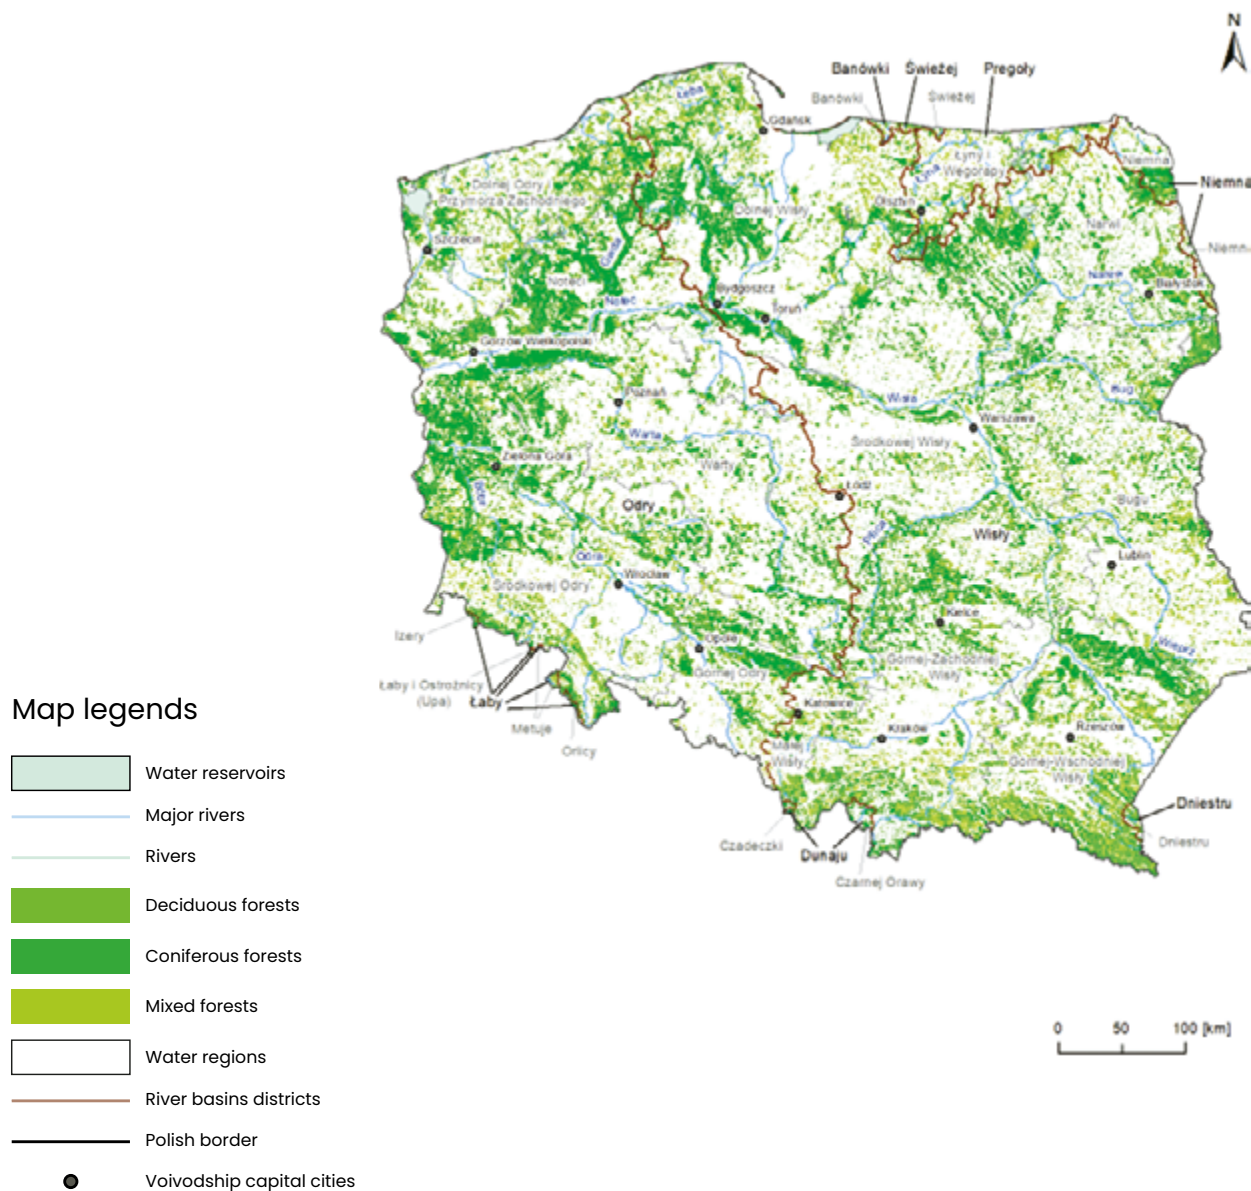 N
Banówki
Świeżej
Pregoły
Banówki
Świeżej
Łeba
Gdańsk
Łyny i
Węgorapy
Łyna
Niemna
Niemna
Dolnej Odry
Przymorza Zachodniego
Dolnej Wisły
Olsztyn
Narwi
Szczecin
Gwda
Noteci
Narew
Białystok
Bydgoszcz
Noteć
Toruń
Gorzów Wielkopolski
Poznań
Wisła
Bug
Warszawa
Warta
Środkowej Wisły
Zielona Góra
Warty
Łódź
Bóbr
Odry
Bugu
Pilica
Wisły
Odra
Lublin
Wrocław
Środkowej Odry
Kielce
Izery
Opole
Wieprz
Górnej-Zachodniej
Wisły
Górnej Odry
Łaby i Ostrożnicy
(Upa)
Łaby
Metuje
Orlicy
Katowice
Kraków
Rzeszów
Małej
Wisły
Górnej-Wschodniej
Wisły
Dniestru
Dniestru
Czadeczki
Dunaju
Czarnej Orawy
Map legends
Water reservoirs
Major rivers
Rivers
Deciduous forests
Coniferous forests
Mixed forests
Water regions
River basins districts
Polish border
Voivodship capital cities
0 50 100 [km]